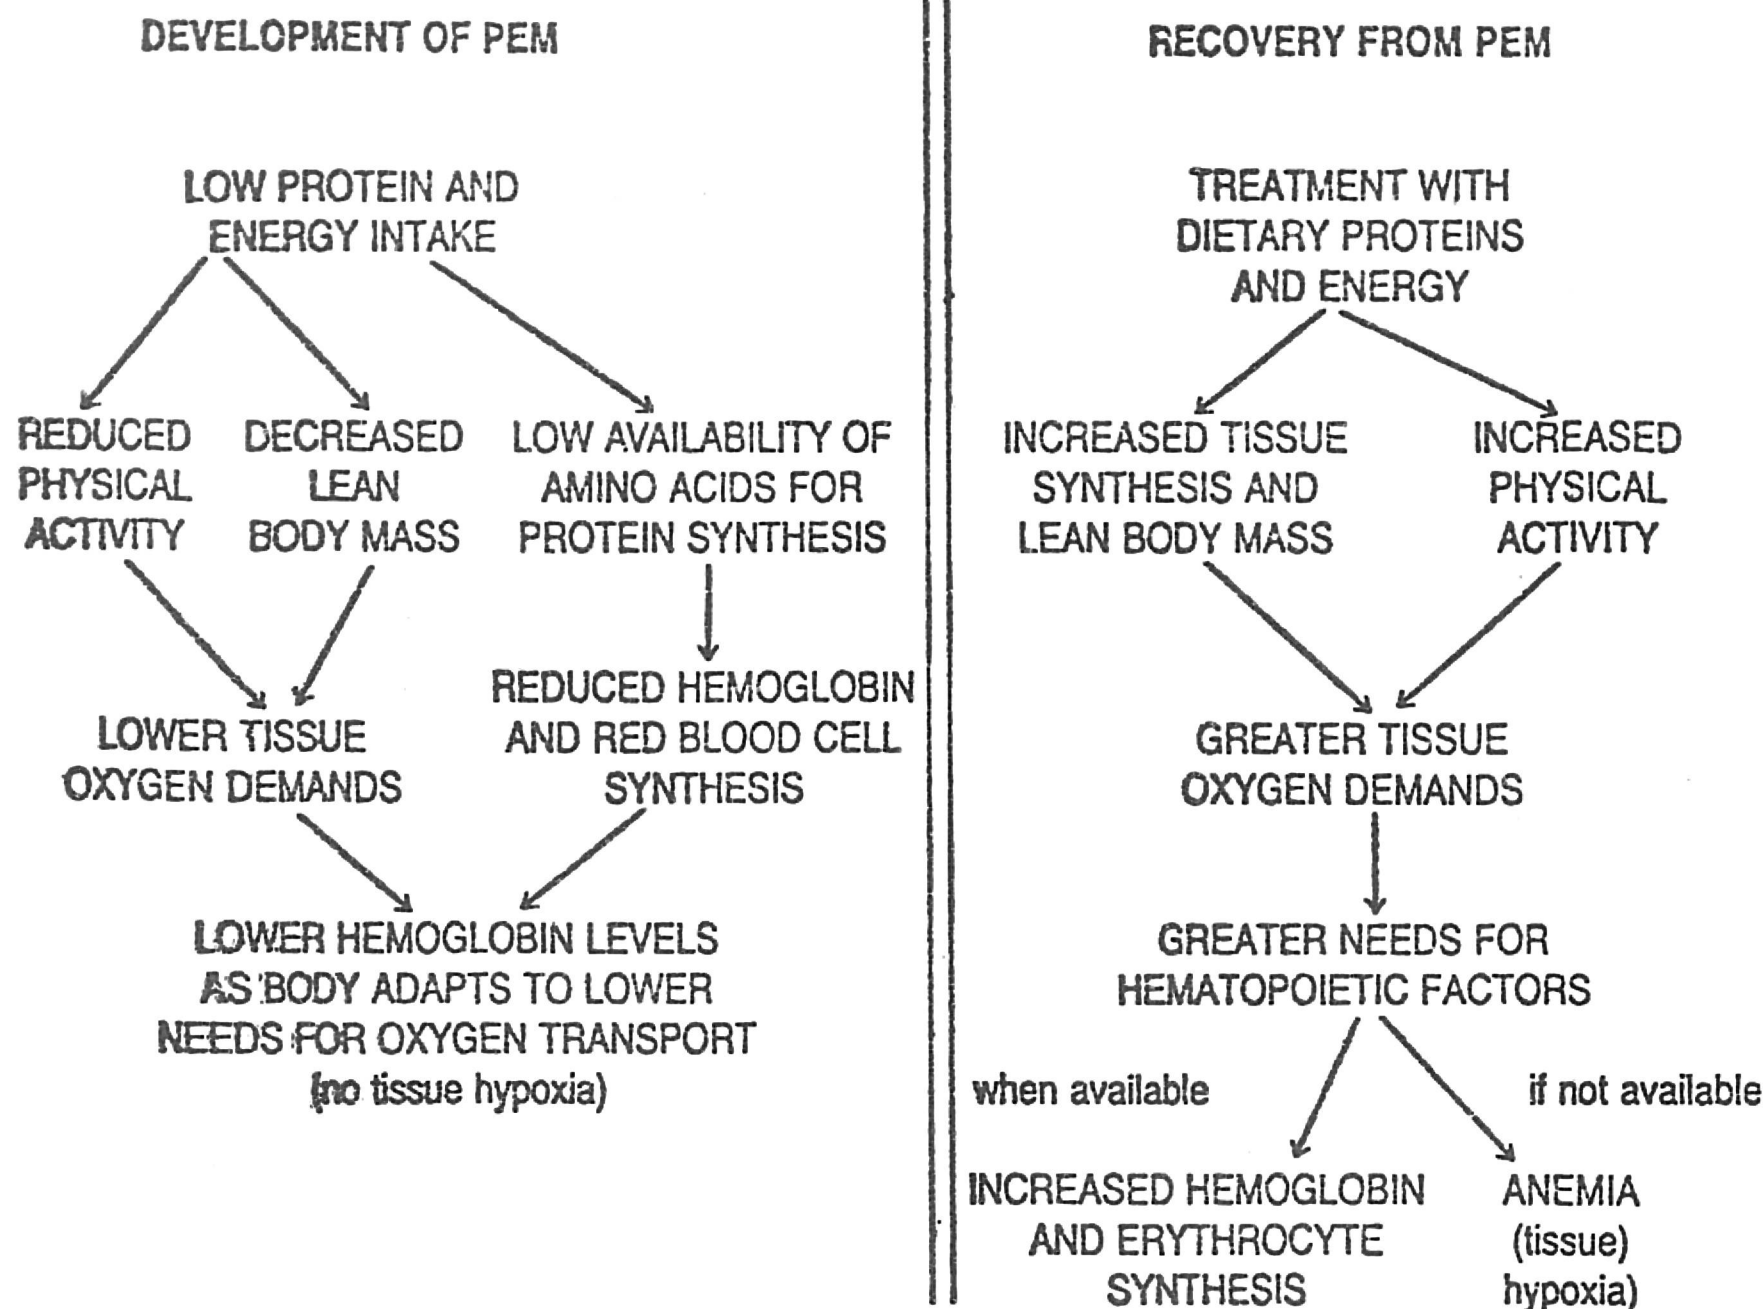 DEVELOPMENT OF PEM
LOW PROTEIN AND
ENERGY INTAKE
REDUCED
PHYSICAL
ACTIVITY
DECREASED
LEAN
BODY MASS
LOW AVAILABILITY OF
AMINO ACIDS FOR
PROTEIN SYNTHESIS
LOWER TISSUE
OXYGEN DEMANDS
REDUCED HEMOGLOBIN
AND RED BLOOD CELL
SYNTHESIS
LOWER HEMOGLOBIN LEVELS
AS BODY ADAPTS TO LOWER
NEEDS FOR OXYGEN TRANSPORT
(no tissue hypoxia)
RECOVERY FROM PEM
TREATMENT WITH
DIETARY PROTEINS
AND ENERGY
INCREASED TISSUE
SYNTHESIS AND
LEAN BODY MASS
INCREASED
PHYSICAL
ACTIVITY
GREATER TISSUE
OXYGEN DEMANDS
GREATER NEEDS FOR
HEMATOPOIETIC FACTORS
when available
if not available
INCREASED HEMOGLOBIN
AND ERYTHROCYTE
SYNTHESIS
ANEMIA
(tissue)
hypoxia)